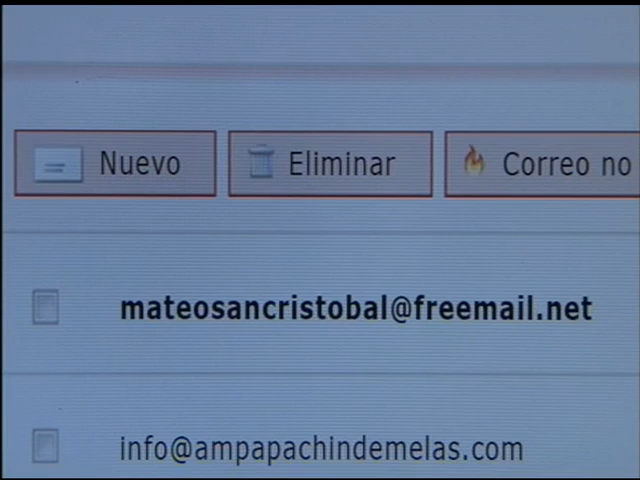 Nuevo Eliminar Correo no
mateosancristobal@freemail.net
info@ampapachindemelas.com